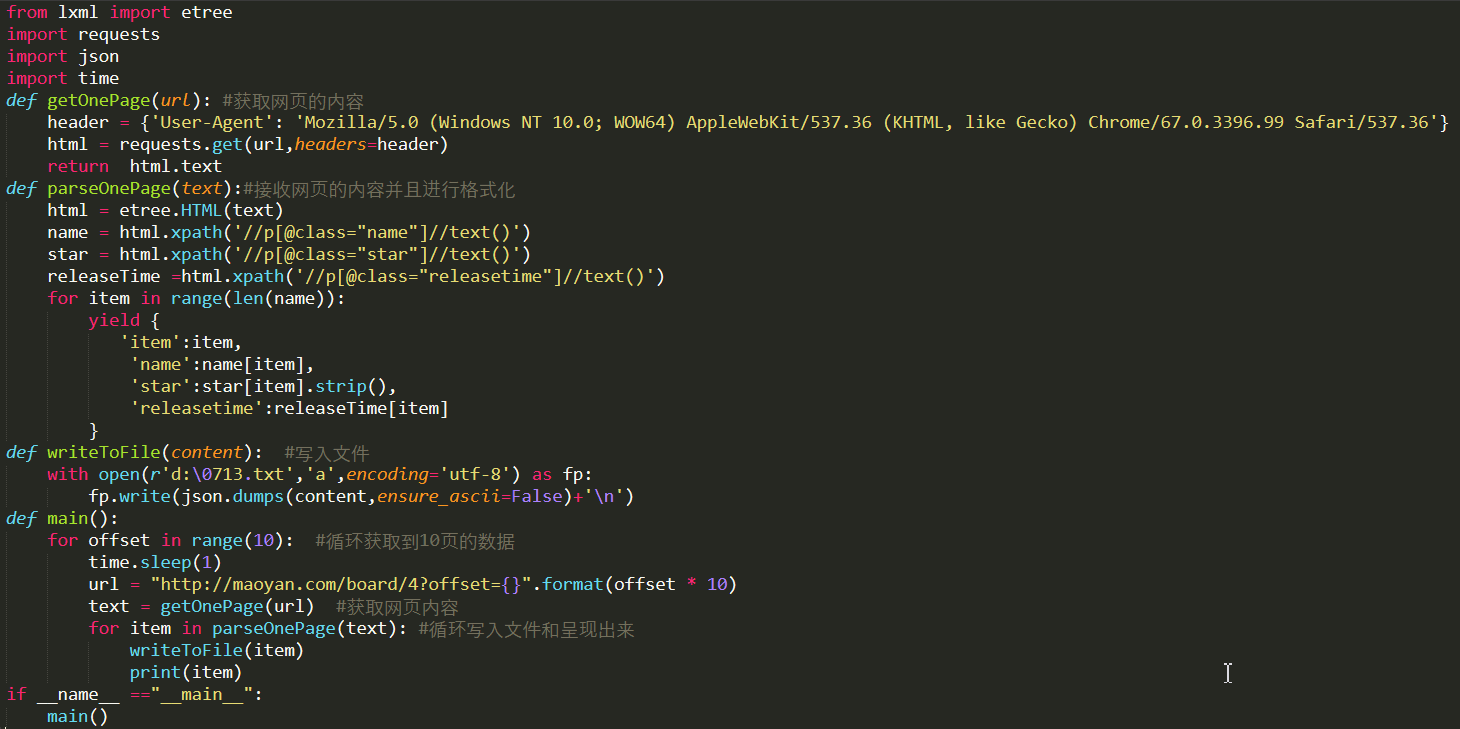 from lxml import etree
import requests
import json
import time
def getOnePage(url): #获取网页的内容
    header = {'User-Agent': 'Mozilla/5.0 (Windows NT 10.0; WOW64) AppleWebKit/537.36 (KHTML, like Gecko) Chrome/67.0.3396.99 Safari/537.36'}
    html = requests.get(url,headers=header)
    return  html.text
def parseOnePage(text):#接收网页的内容并且进行格式化
    html = etree.HTML(text)
    name = html.xpath('//p[@class="name"]//text()')
    star = html.xpath('//p[@class="star"]//text()')
    releaseTime =html.xpath('//p[@class="releasetime"]//text()')
    for item in range(len(name)):
        yield {
           'item':item,
            'name':name[item],
            'star':star[item].strip(),
            'releasetime':releaseTime[item]
        }
def writeToFile(content):  #写入文件
    with open(r'd:\0713.txt','a',encoding='utf-8') as fp:
        fp.write(json.dumps(content,ensure_ascii=False)+'\n')
def main():
    for offset in range(10):  #循环获取到10页的数据
        time.sleep(1)
        url = "http://maoyan.com/board/4?offset={}".format(offset * 10)
        text = getOnePage(url)  #获取网页内容
        for item in parseOnePage(text): #循环写入文件和呈现出来
            writeToFile(item)
            print(item)
if __name__ =="__main__":
    main()